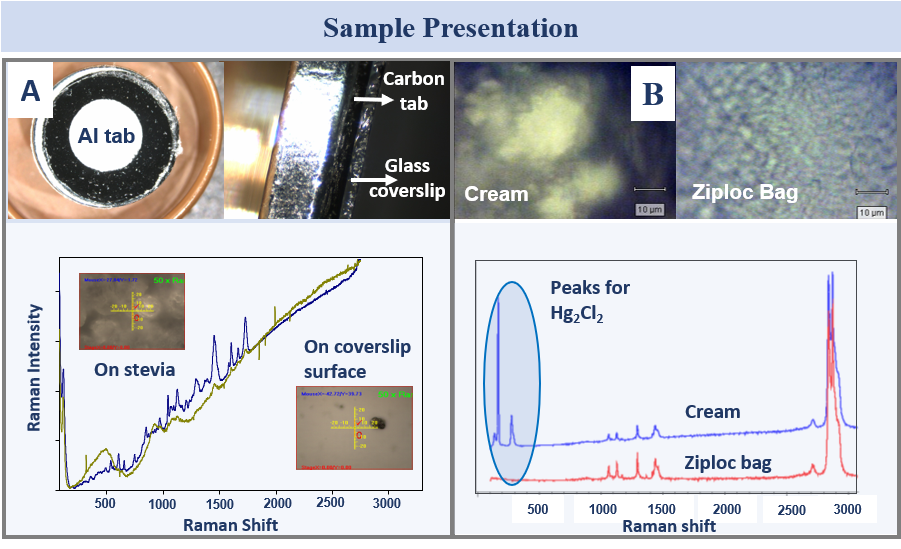 Sample Presentation
A
Al tab
Carbon
tab
Glass
coverslip
B
Cream
10 µm
Ziploc Bag
10 µm
Raman Intensity
50 x Ra
On stevia
On coverslip
surface
500
1000
1500
2000
2500
3000
Raman Shift
Peaks for
Hg2Cl2
Cream
Ziploc bag
500
1000
1500
2000
2500
3000
Raman shift